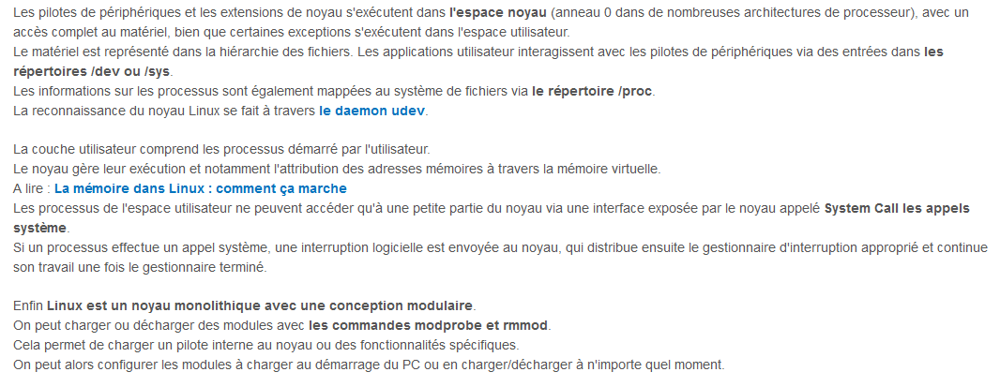 Les pilotes de périphériques et les extensions de noyau s'exécutent dans l'espace noyau (anneau 0 dans de nombreuses architectures de processeur), avec un
accès complet au matériel, bien que certaines exceptions s'exécutent dans l'espace utilisateur.
Le matériel est représenté dans la hiérarchie des fichiers. Les applications utilisateur interagissent avec les pilotes de périphériques via des entrées dans les
répertoires /dev ou /sys.
Les informations sur les processus sont également mappées au système de fichiers via le répertoire /proc.
La reconnaissance du noyau Linux se fait à travers le daemon udev.
La couche utilisateur comprend les processus démarré par l'utilisateur.
Le noyau gère leur exécution et notamment l'attribution des adresses mémoires à travers la mémoire virtuelle.
A lire : La mémoire dans Linux : comment ça marche
Les processus de l'espace utilisateur ne peuvent accéder qu'à une petite partie du noyau via une interface exposée par le noyau appelé System Call les appels
système.
Si un processus effectue un appel système, une interruption logicielle est envoyée au noyau, qui distribue ensuite le gestionnaire d'interruption approprié et continue
son travail une fois le gestionnaire terminé.
Enfin Linux est un noyau monolithique avec une conception modulaire.
On peut charger ou décharger des modules avec les commandes modprobe et rmmod.
Cela permet de charger un pilote interne au noyau ou des fonctionnalités spécifiques.
On peut alors configurer les modules à charger au démarrage du PC ou en charger/décharger à n'importe quel moment.